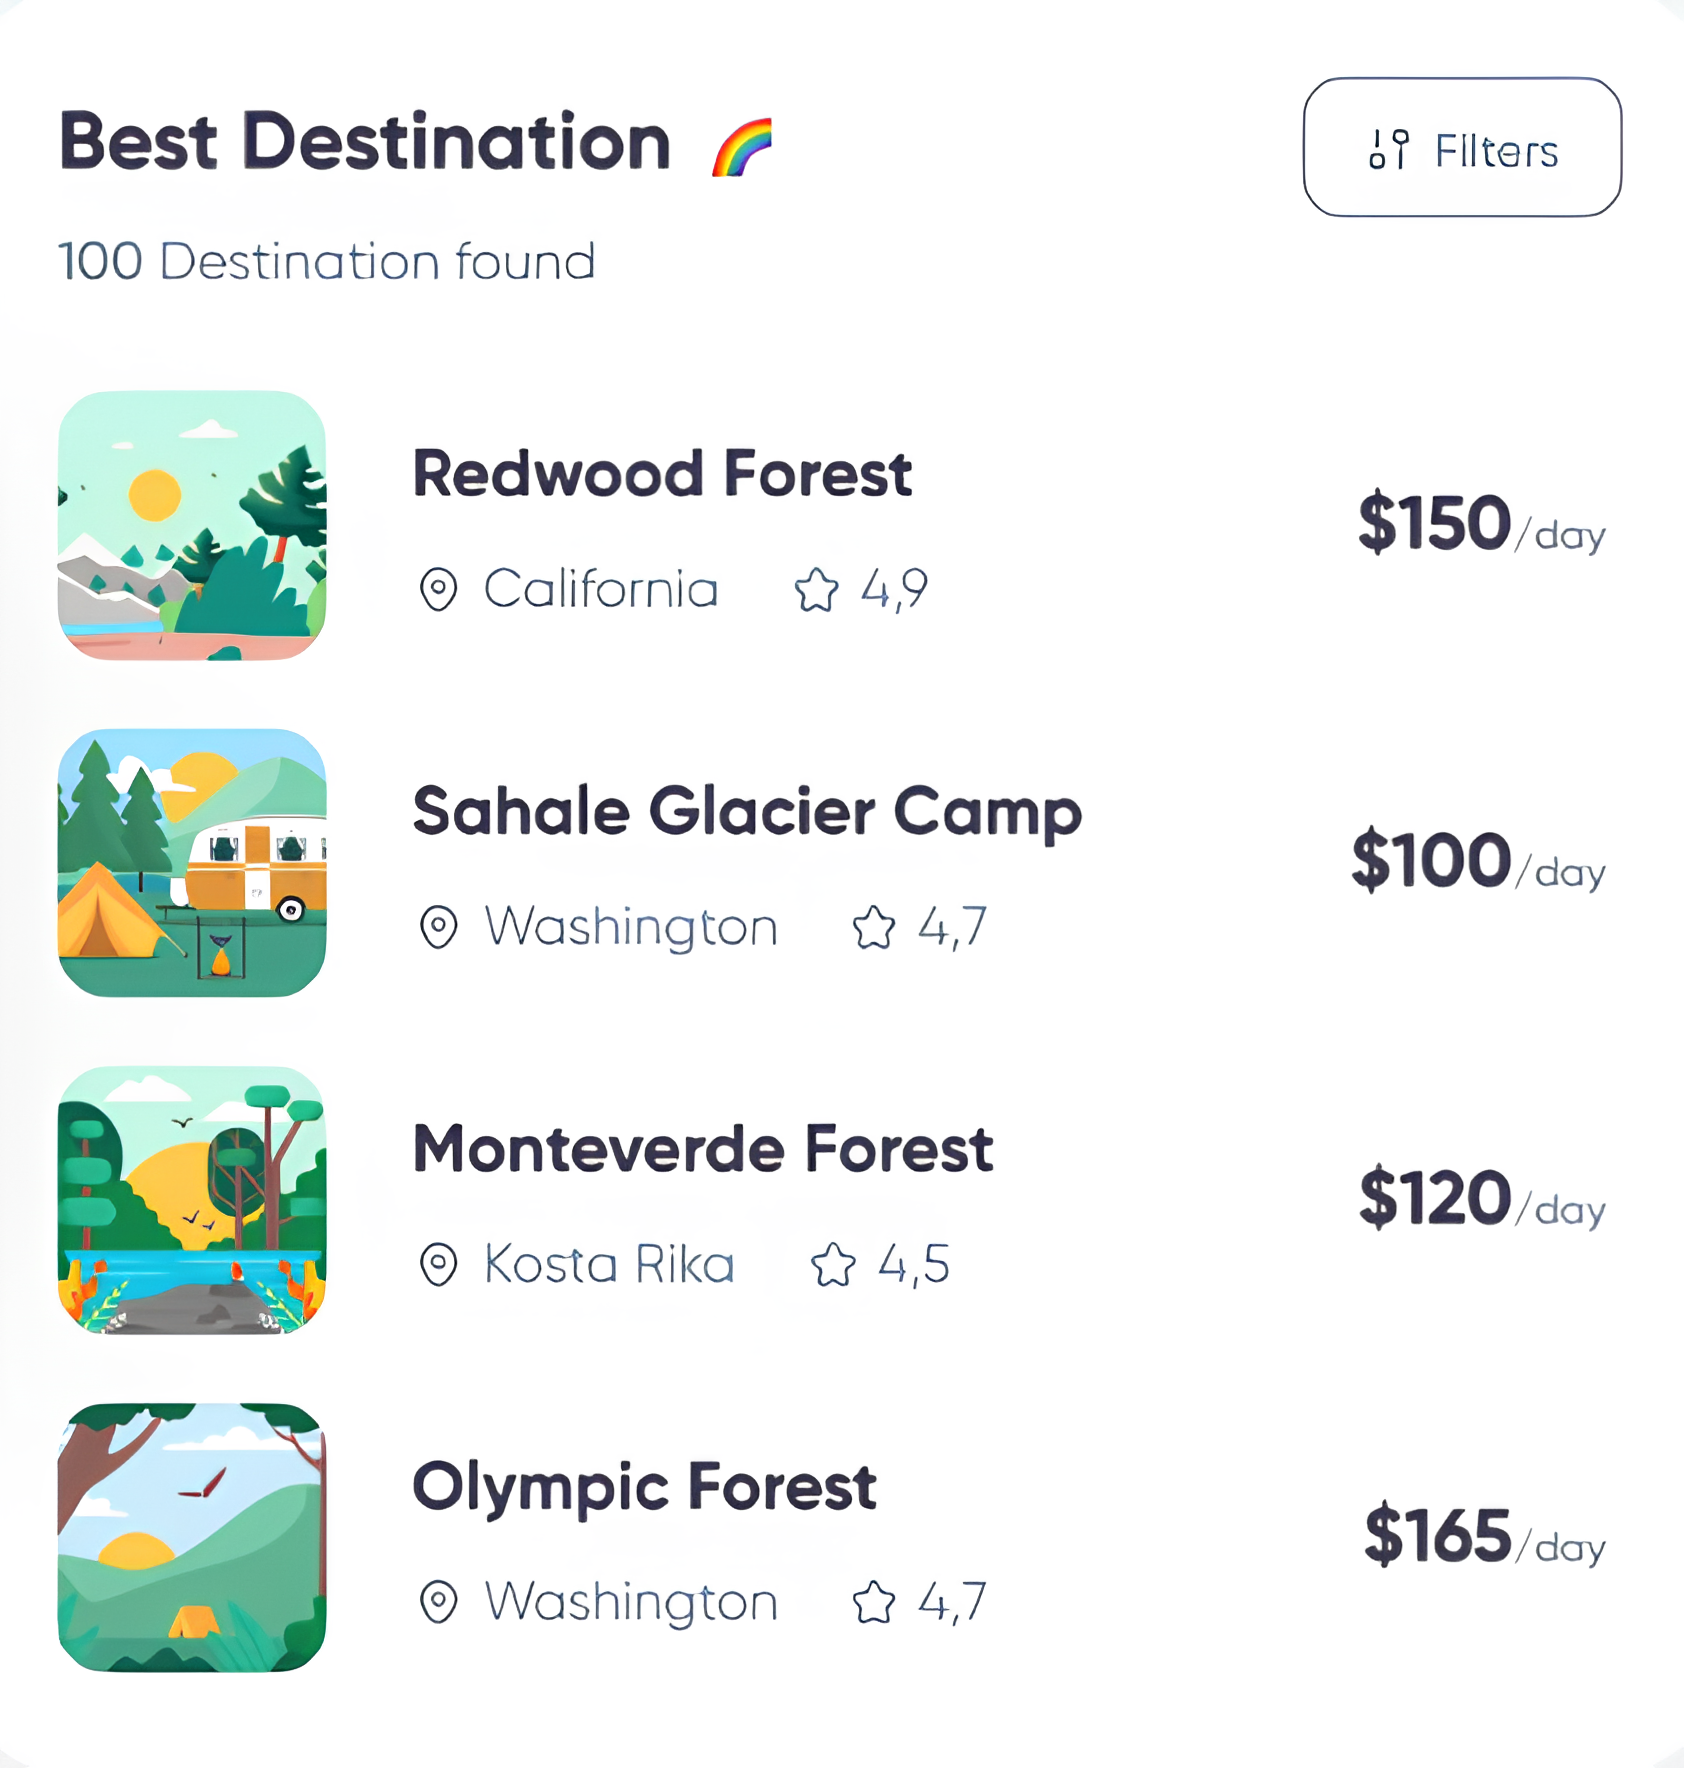 Best Destination 🌈
Filters
100 Destination found
Redwood Forest
California 4,9
$150/day
Sahale Glacier Camp
Washington 4,7
$100/day
Monteverde Forest
Kosta Rika 4,5
$120/day
Olympic Forest
Washington 4,7
$165/day